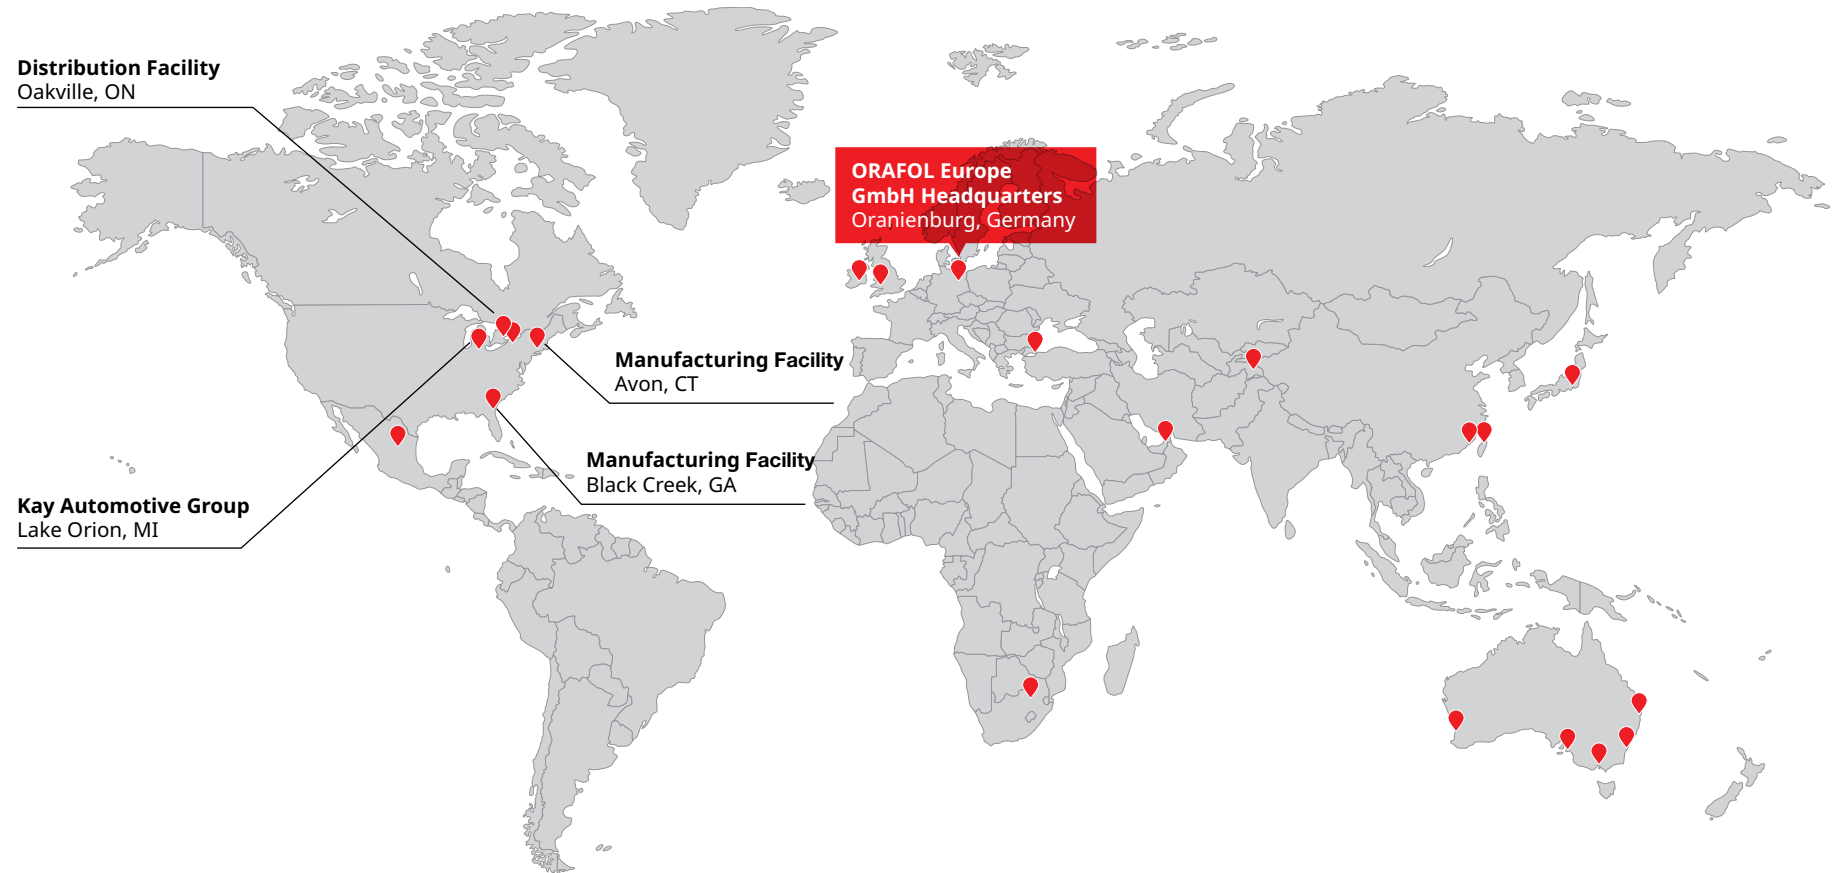 Distribution Facility
Oakville, ON
ORAFOL Europe
GmbH Headquarters
Oranienburg, Germany
Manufacturing Facility
Avon, CT
Manufacturing Facility
Black Creek, GA
Kay Automotive Group
Lake Orion, MI